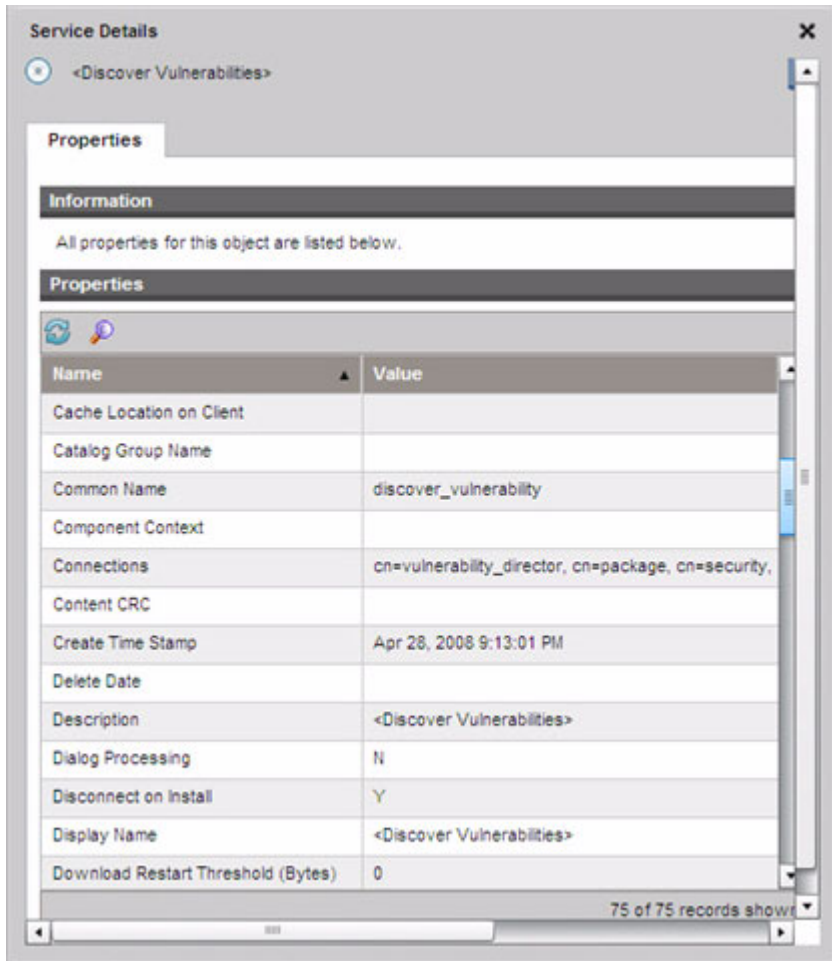 Service Details
<Discover Vulnerabilities>
Properties
Information
All properties for this object are listed below.
Properties
Name Value
Cache Location on Client
Catalog Group Name
Common Name discover_vulnerability
Component Context
Connections cn=vulnerability_director, cn=package, cn=security,
Content CRC
Create Time Stamp Apr 28, 2008 9:13:01 PM
Delete Date
Description <Discover Vulnerabilities>
Dialog Processing N
Disconnect on Install Y
Display Name <Discover Vulnerabilities>
Download Restart Threshold (Bytes) 0
75 of 75 records shown